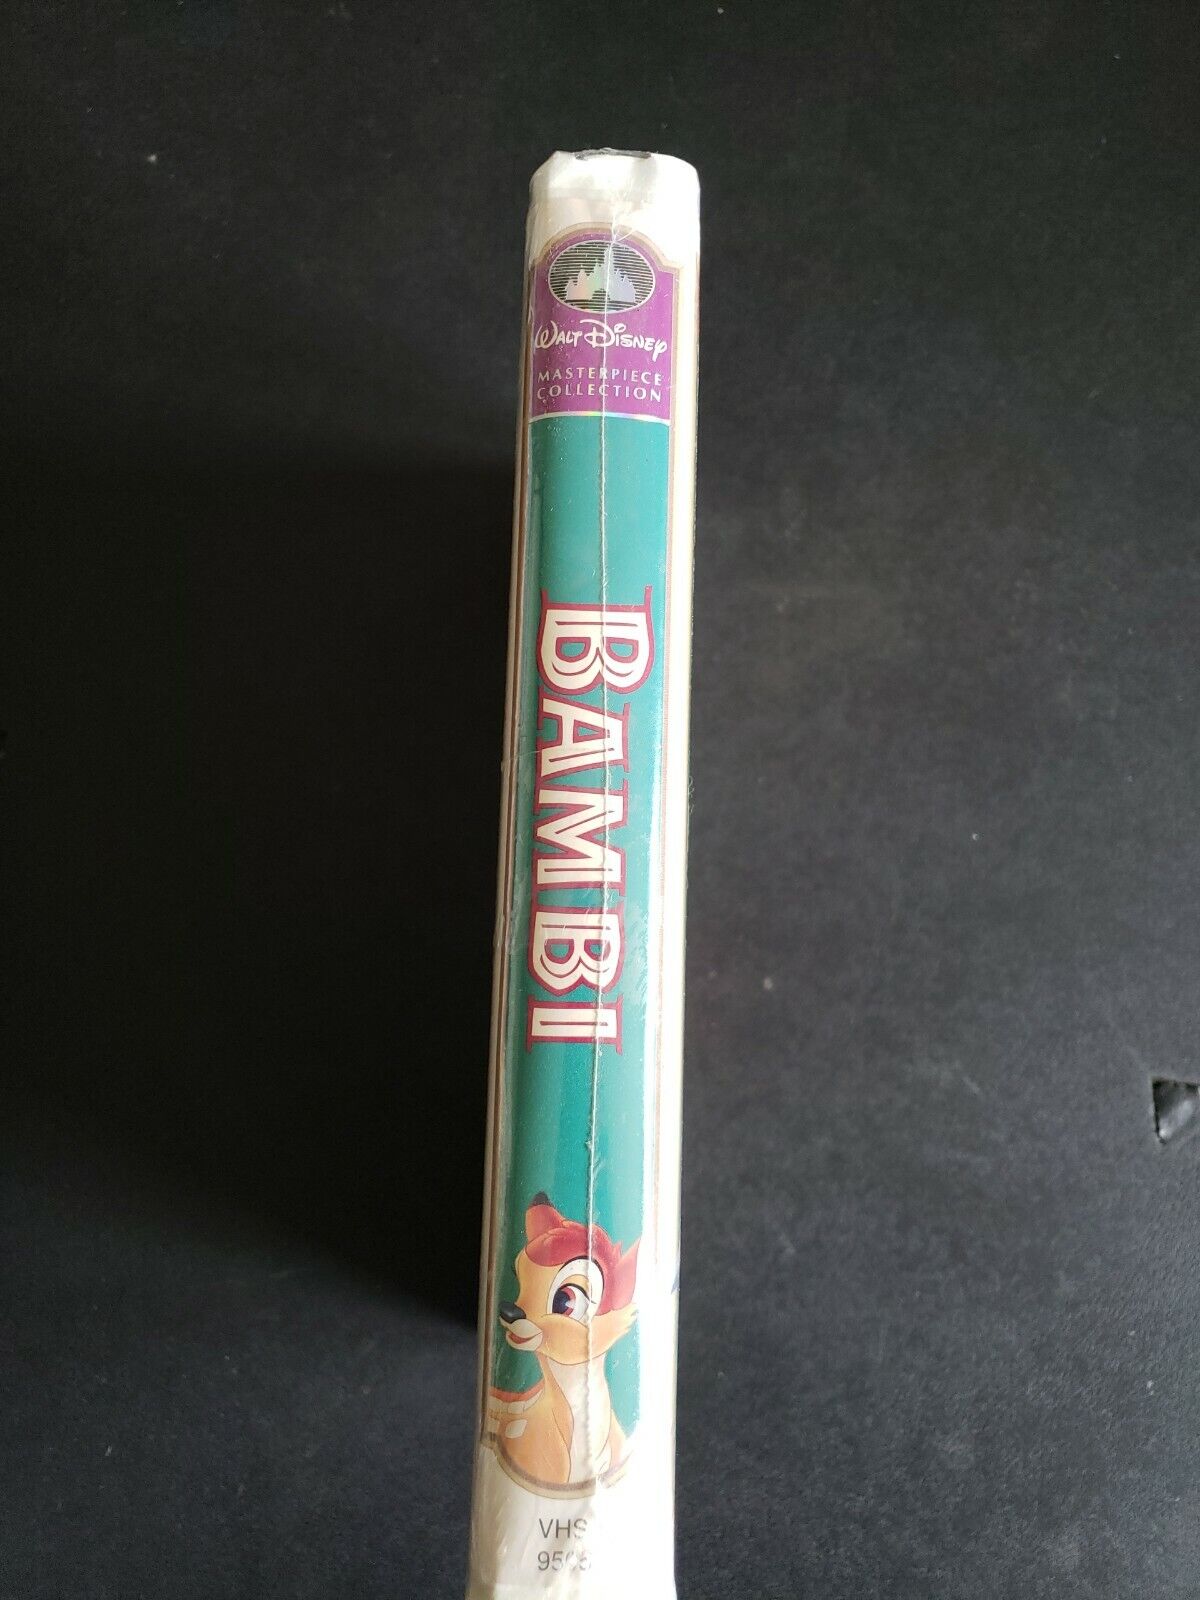 WALT DISNEY
MASTERPIECE
COLLECTION
BAMBI
VHS